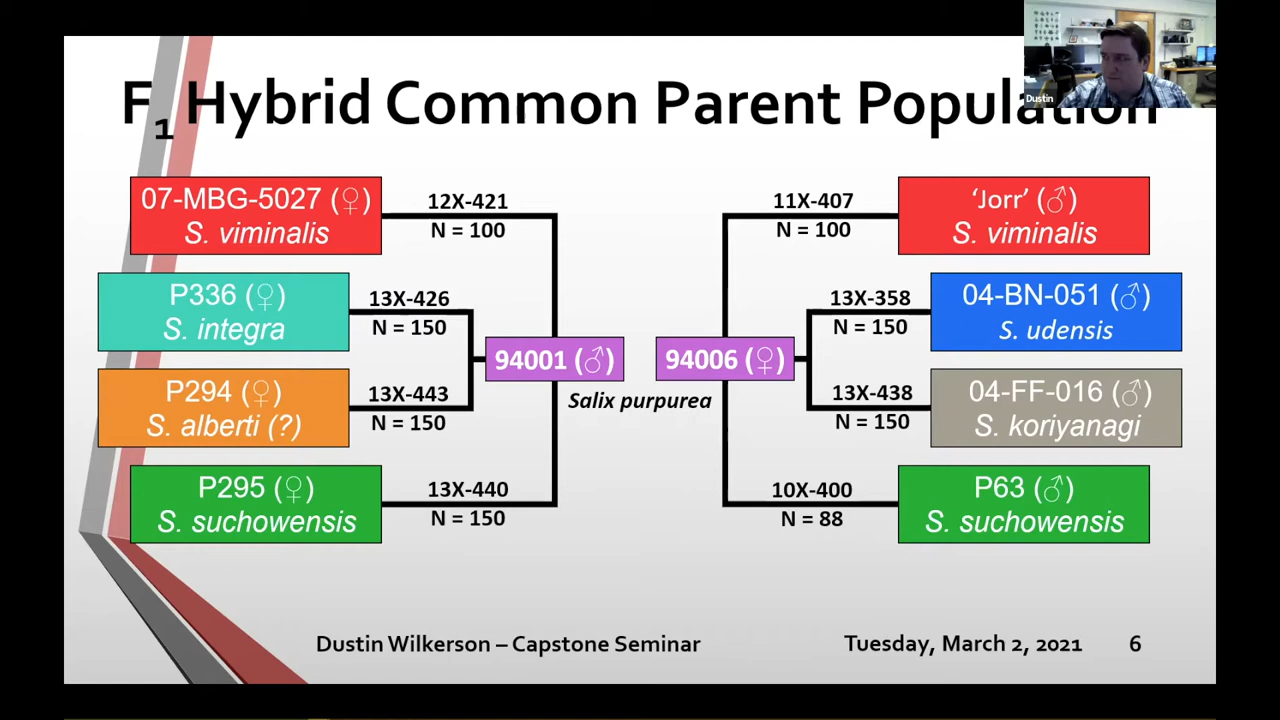 F1 Hybrid Common Parent Population
Dustin
07-MBG-5027 (♀)
S. viminalis
12X-421
N = 100
P336 (♀)
S. integra
13X-426
N = 150
P294 (♀)
S. alberti (?)
13X-443
N = 150
P295 (♀)
S. suchowensis
13X-440
N = 150
94001 (♂)
94006 (♀)
Salix purpurea
11X-407
N = 100
‘Jorr’ (♂)
S. viminalis
13X-358
N = 150
04-BN-051 (♂)
S. udensis
13X-438
N = 150
04-FF-016 (♂)
S. koriyanagi
10X-400
N = 88
P63 (♂)
S. suchowensis
Dustin Wilkerson – Capstone Seminar
Tuesday, March 2, 2021
6